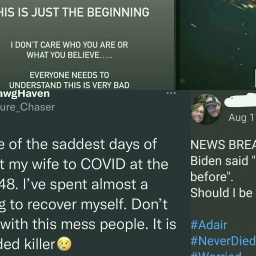 HIS IS JUST THE BEGINNING
I DON'T CARE WHO YOU ARE OR
WHAT YOU BELIEVE.....
EVERYONE NEEDS TO
UNDERSTAND THIS IS VERY BAD
awgHaven
ure_Chaser
e of the saddest days of
t my wife to COVID at the
48. I've spent almost a
g to recover myself. Don't
with this mess people. It is
ded killer😢
Aug 1
NEWS BREA
Biden said "
before".
Should I be
#Adair
#NeverDied
#Worried